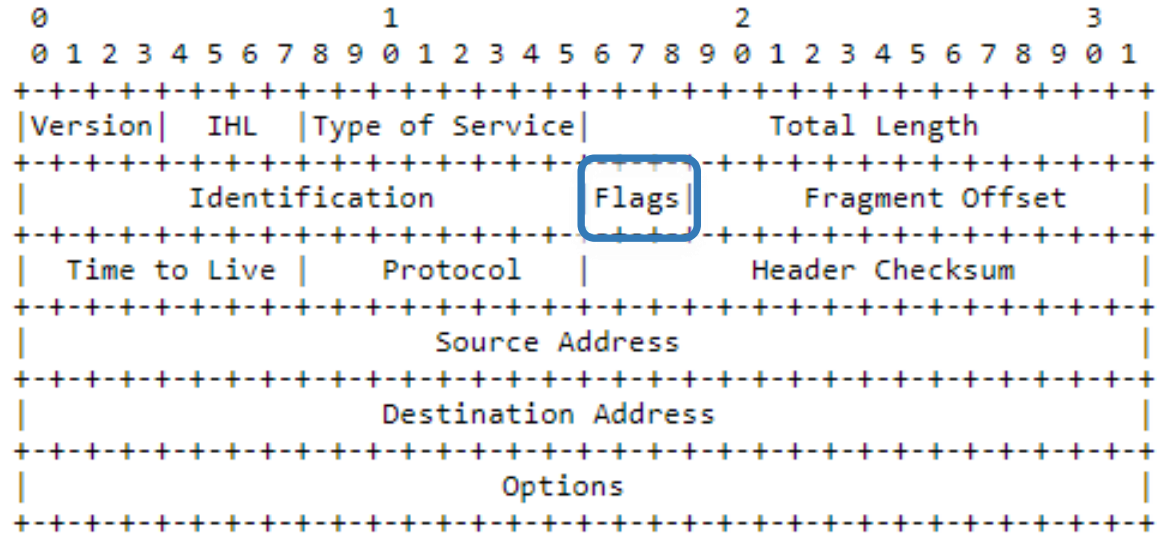 0 1 2 3
0 1 2 3 4 5 6 7 8 9 0 1 2 3 4 5 6 7 8 9 0 1 2 3 4 5 6 7 8 9 0 1
+-+-+-+-+-+-+-+-+-+-+-+-+-+-+-+-+-+-+-+-+-+-+-+-+-+-+-+-+-+-+-+-+
|Version| IHL |Type of Service| Total Length |
+-+-+-+-+-+-+-+-+-+-+-+-+-+-+-+-+-+-+-+-+-+-+-+-+-+-+-+-+-+-+-+-+
| Identification |Flags| Fragment Offset |
+-+-+-+-+-+-+-+-+-+-+-+-+-+-+-+-+-+-+-+-+-+-+-+-+-+-+-+-+-+-+-+-+
| Time to Live | Protocol | Header Checksum |
+-+-+-+-+-+-+-+-+-+-+-+-+-+-+-+-+-+-+-+-+-+-+-+-+-+-+-+-+-+-+-+-+
| Source Address |
+-+-+-+-+-+-+-+-+-+-+-+-+-+-+-+-+-+-+-+-+-+-+-+-+-+-+-+-+-+-+-+-+
| Destination Address |
+-+-+-+-+-+-+-+-+-+-+-+-+-+-+-+-+-+-+-+-+-+-+-+-+-+-+-+-+-+-+-+-+
| Options |
+-+-+-+-+-+-+-+-+-+-+-+-+-+-+-+-+-+-+-+-+-+-+-+-+-+-+-+-+-+-+-+-+